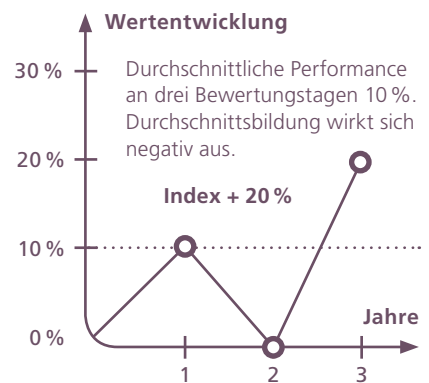 Wertentwicklung
30 %
Durchschnittliche Performance
an drei Bewertungstagen 10 %.
Durchschnittsbildung wirkt sich
negativ aus.
20 %
Index + 20 %
10 %
Jahre
0 %
1
2
3